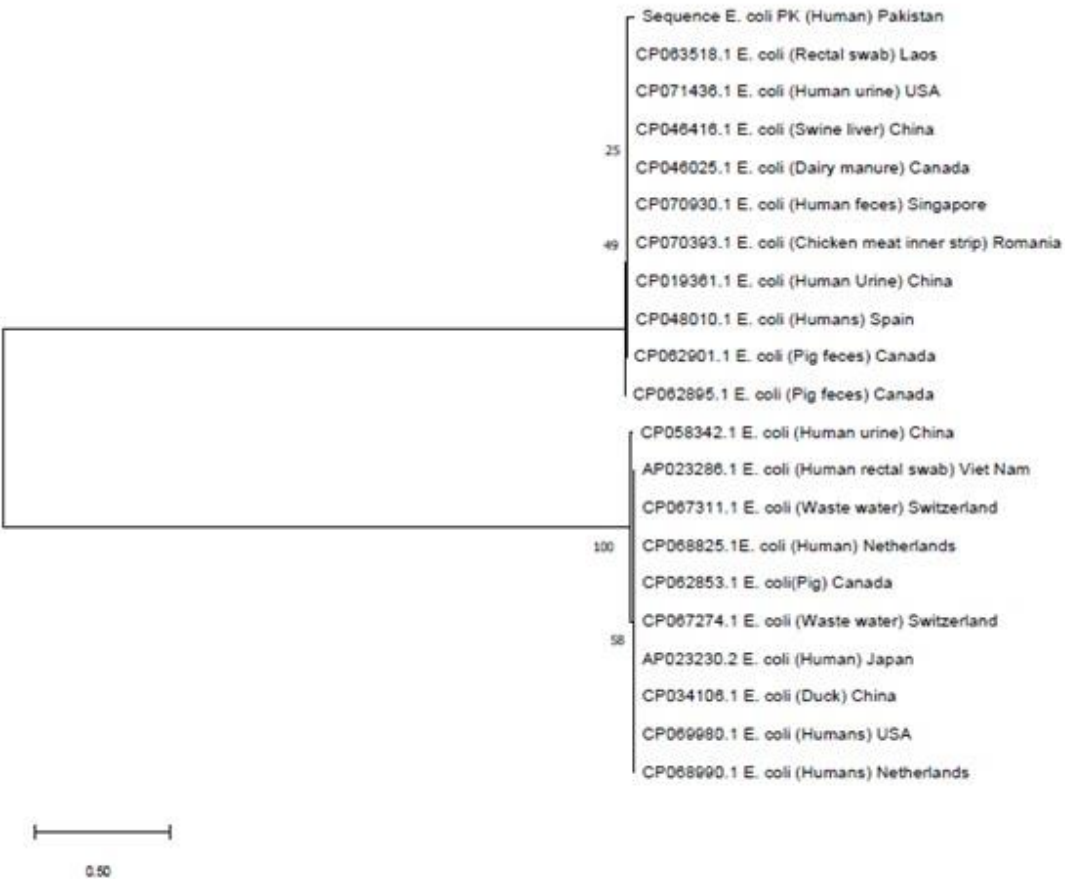 Sequence E. coli PK (Human) Pakistan
CP063518.1 E. coli (Rectal swab) Laos
CP071436.1 E. coli (Human urine) USA
CP046416.1 E. coli (Swine liver) China
25
CP046025.1 E. coli (Dairy manure) Canada
CP070930.1 E. coli (Human feces) Singapore
49
CP070393.1 E. coli (Chicken meat inner strip) Romania
CP019361.1 E. coli (Human Urine) China
CP048010.1 E. coli (Humans) Spain
CP062901.1 E. coli (Pig feces) Canada
CP062895.1 E. coli (Pig feces) Canada
CP058342.1 E. coli (Human urine) China
AP023286.1 E. coli (Human rectal swab) Viet Nam
CP067311.1 E. coli (Waste water) Switzerland
100
CP068825.1E. coli (Human) Netherlands
CP062853.1 E. coli(Pig) Canada
CP067274.1 E. coli (Waste water) Switzerland
58
AP023230.2 E. coli (Human) Japan
CP034106.1 E. coli (Duck) China
CP069980.1 E. coli (Humans) USA
CP068990.1 E. coli (Humans) Netherlands
0.50